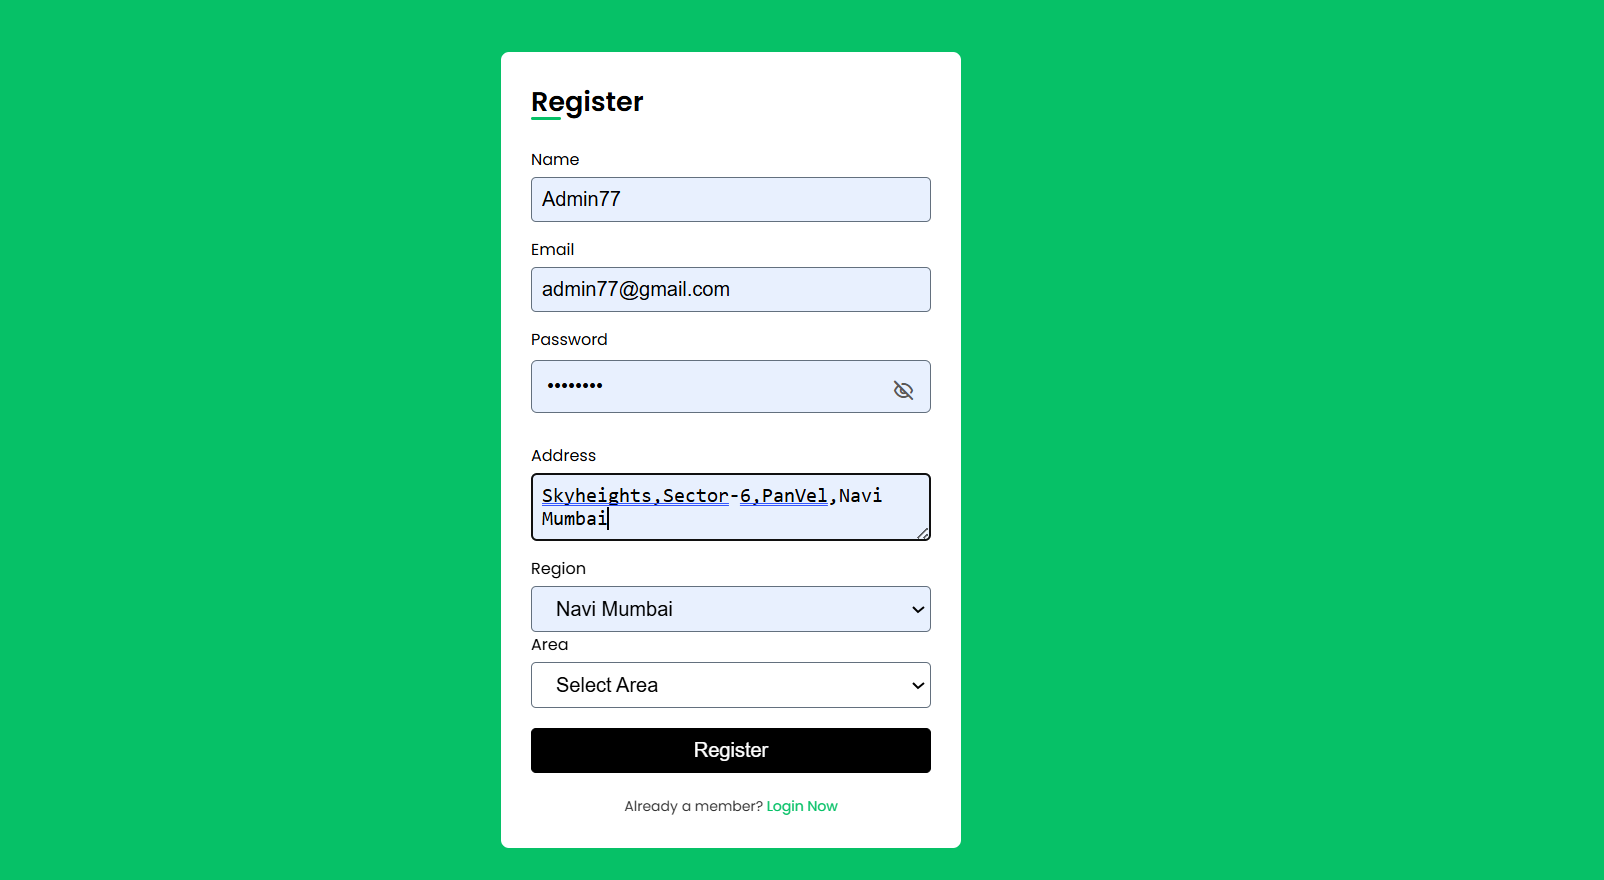 Register
Name
Admin77
Email
admin77@gmail.com
Password
••••••••
Address
Skyheights,Sector-6,PanVel,Navi
Mumbai
Region
Navi Mumbai
Area
Select Area
Register
Already a member? Login Now